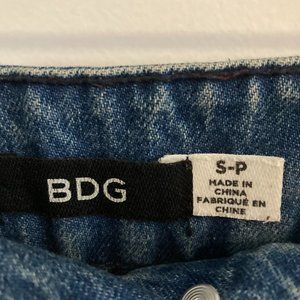 BDG
S-P
MADE IN
CHINA
FABRIQUÉ EN
CHINE